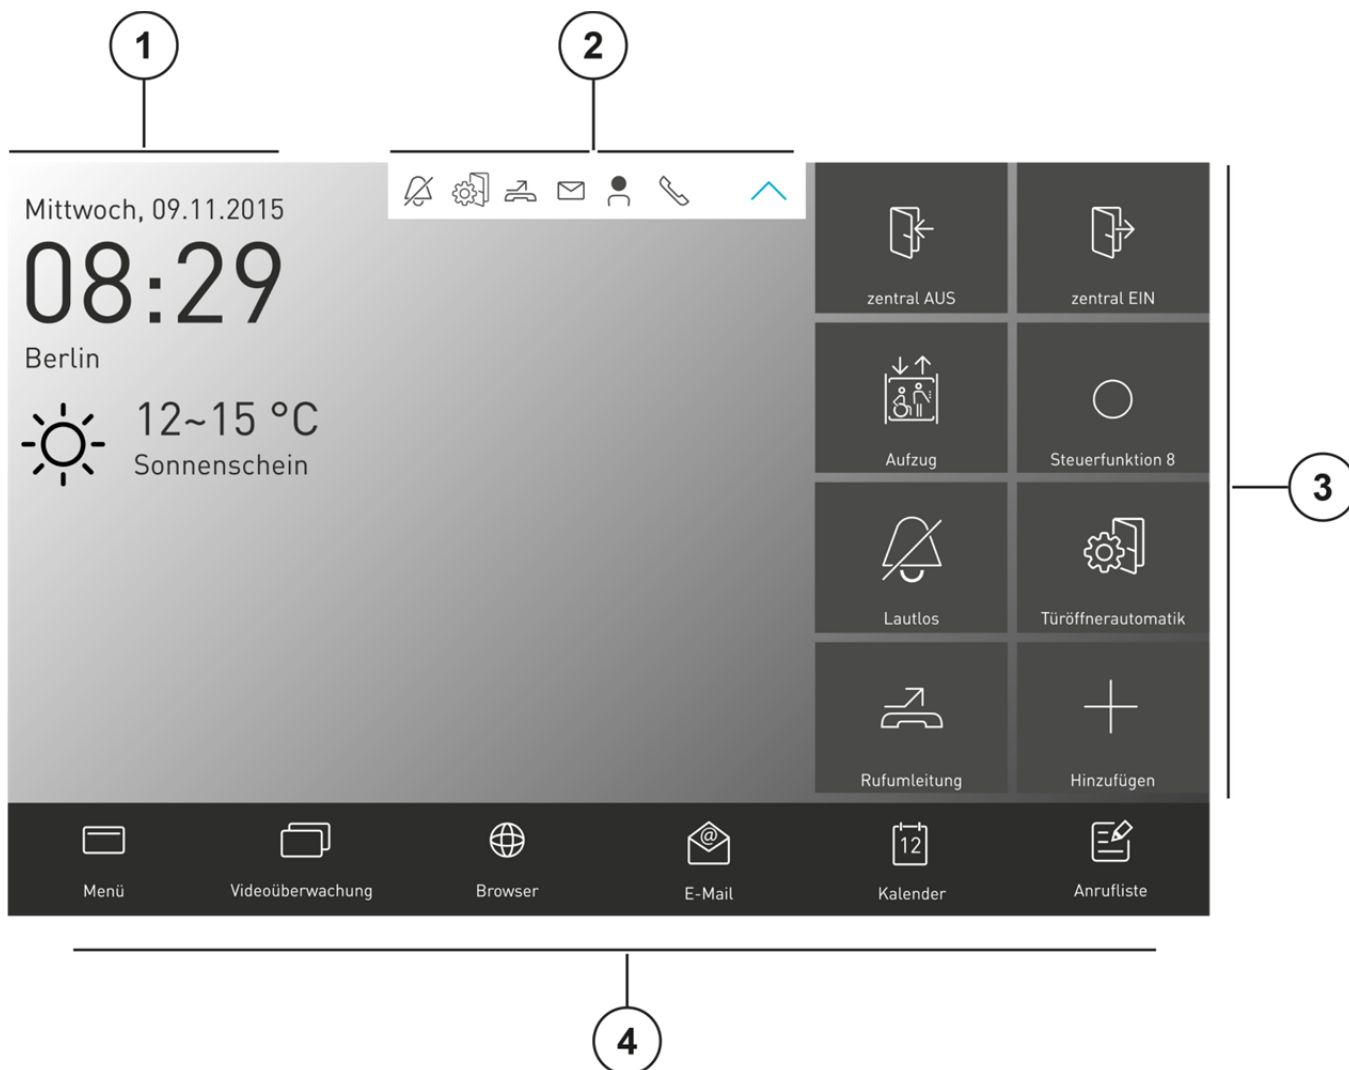 1
2
Mittwoch, 09.11.2015
08:29
Berlin
12~15 °C
Sonnenschein
zentral AUS
zentral EIN
Aufzug
Steuerfunktion 8
3
Lautlos
Türöffnerautomatik
Rufumleitung
Hinzufügen
@
12
Menü
Videoüberwachung
Browser
E-Mail
Kalender
Anrufliste
4